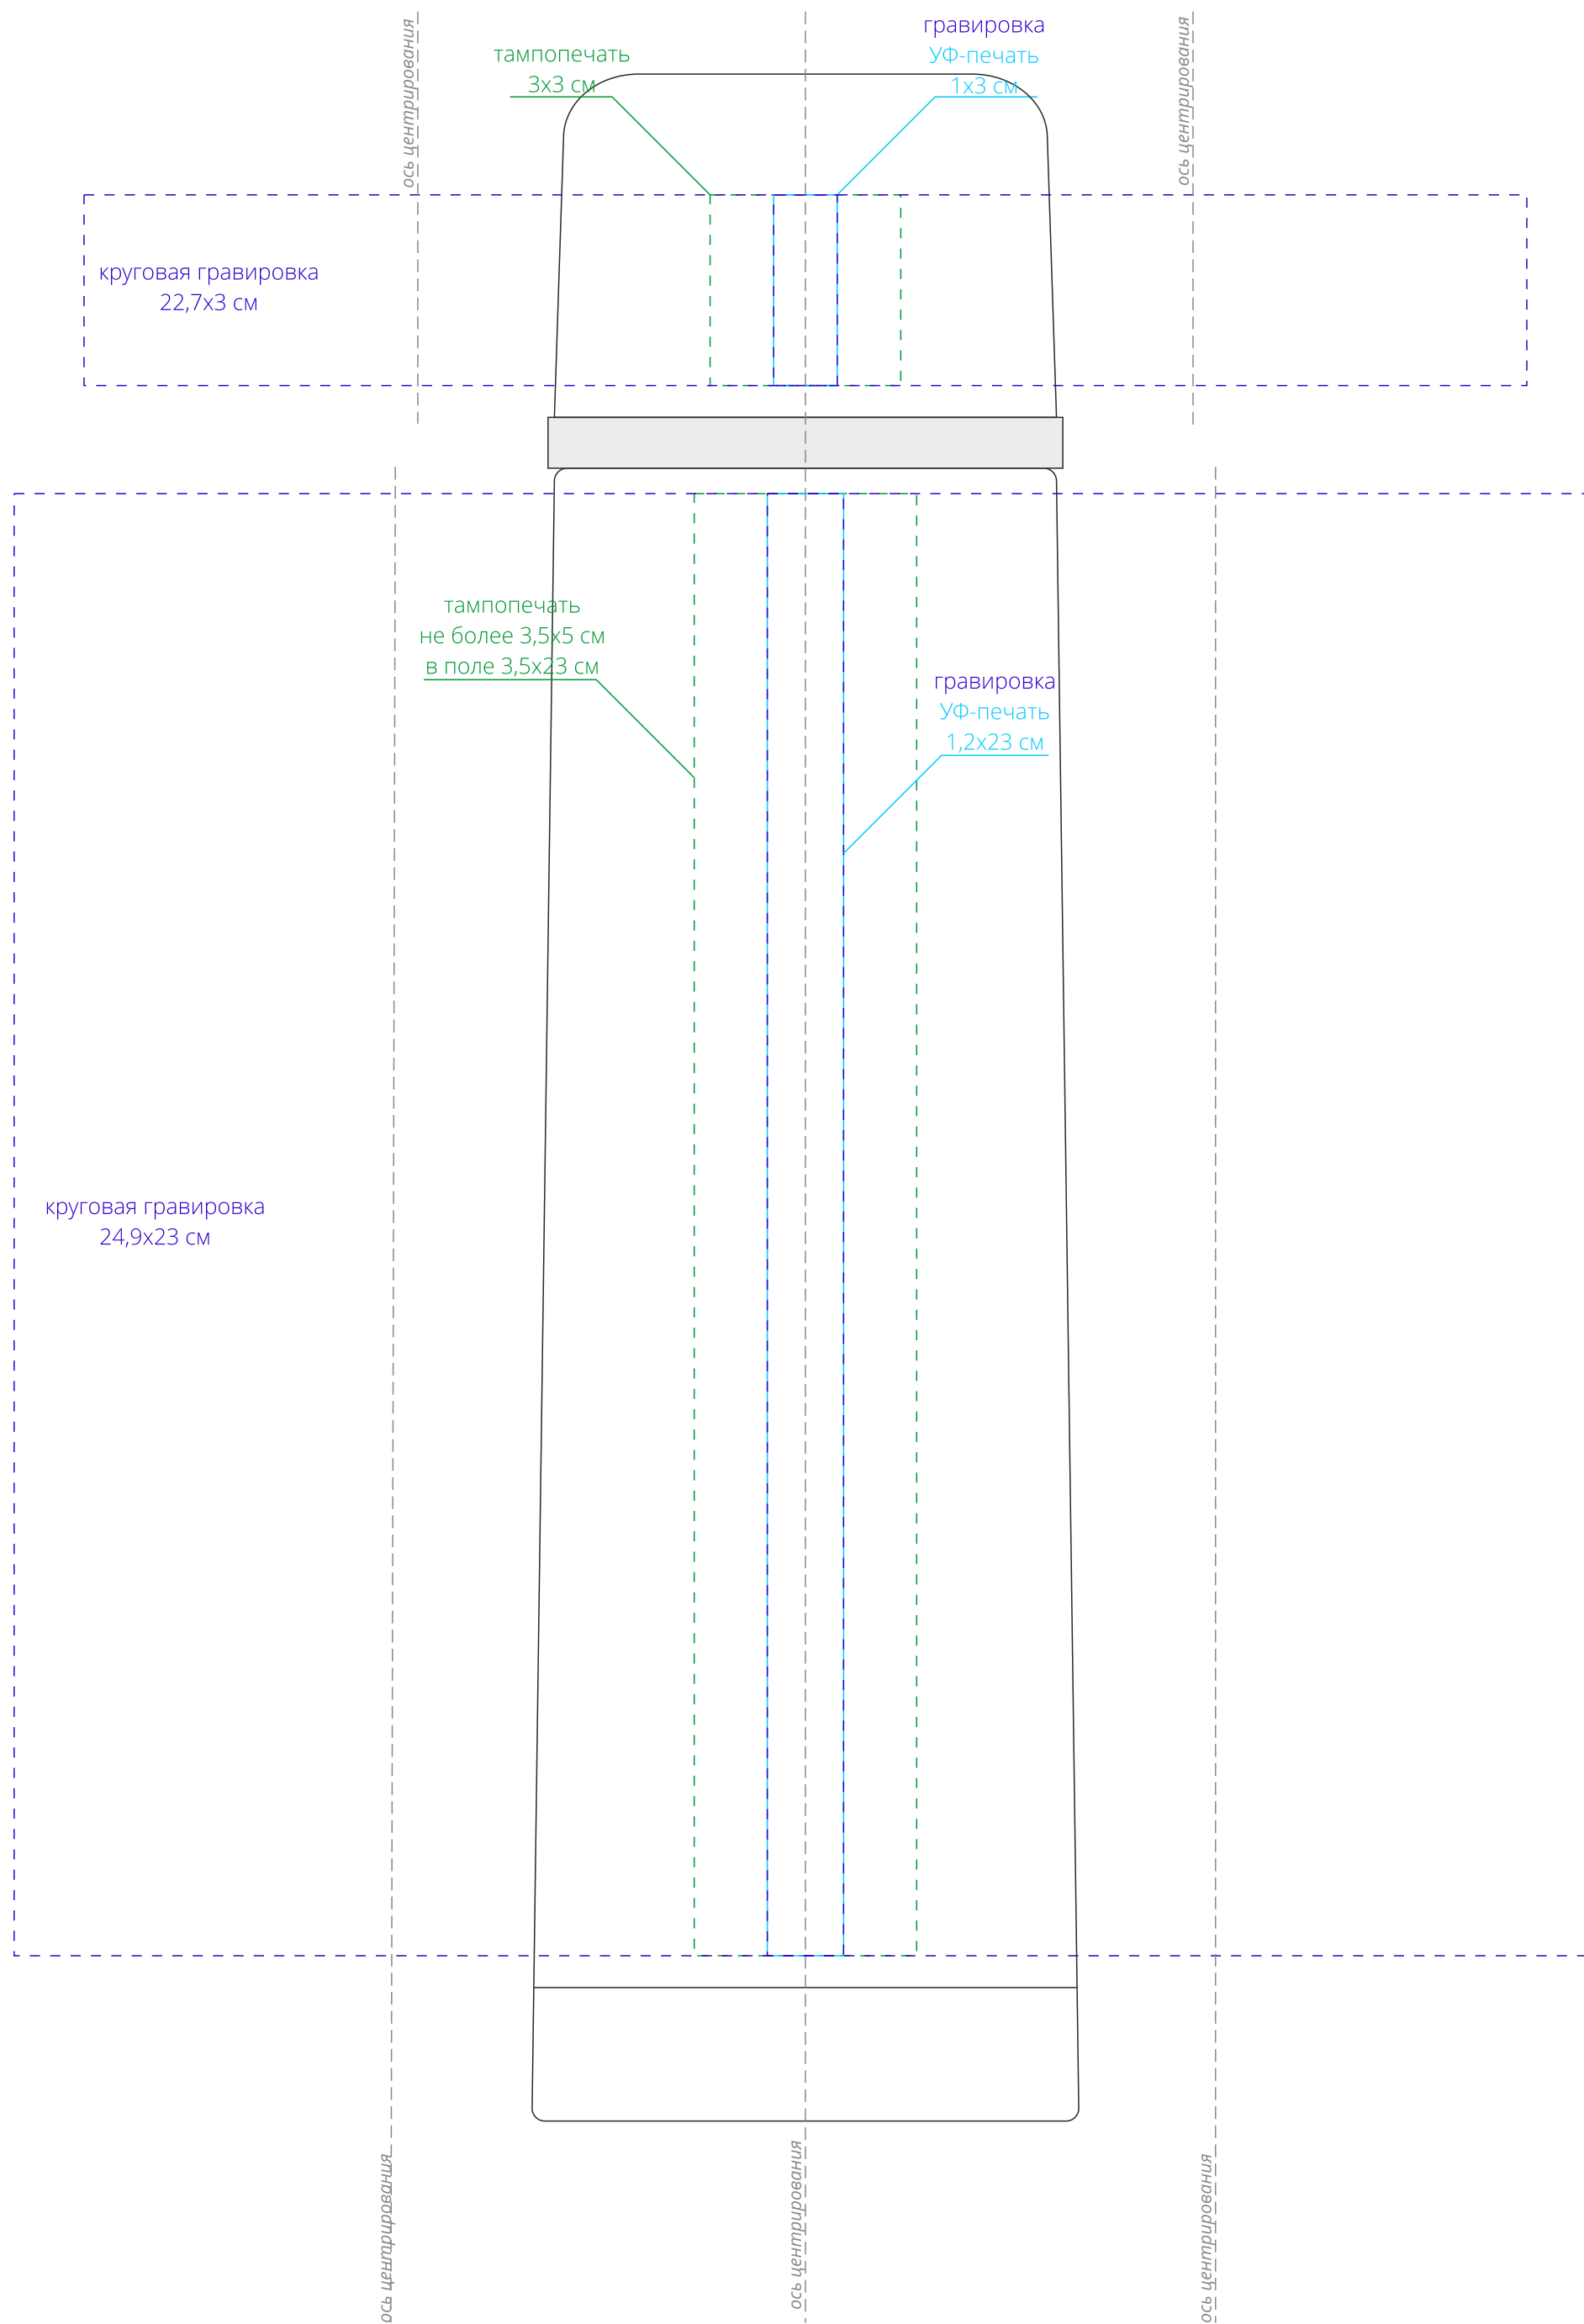 ось центрирования
тампопечать
3х3 см
гравировка
УФ-печать
1х3 см
ось центрирования
круговая гравировка
22,7х3 см
тампопечать
не более 3,5х5 см
в поле 3,5х23 см
гравировка
УФ-печать
1,2х23 см
круговая гравировка
24,9х23 см
ось центрирования
ось центрирования
ось центрирования